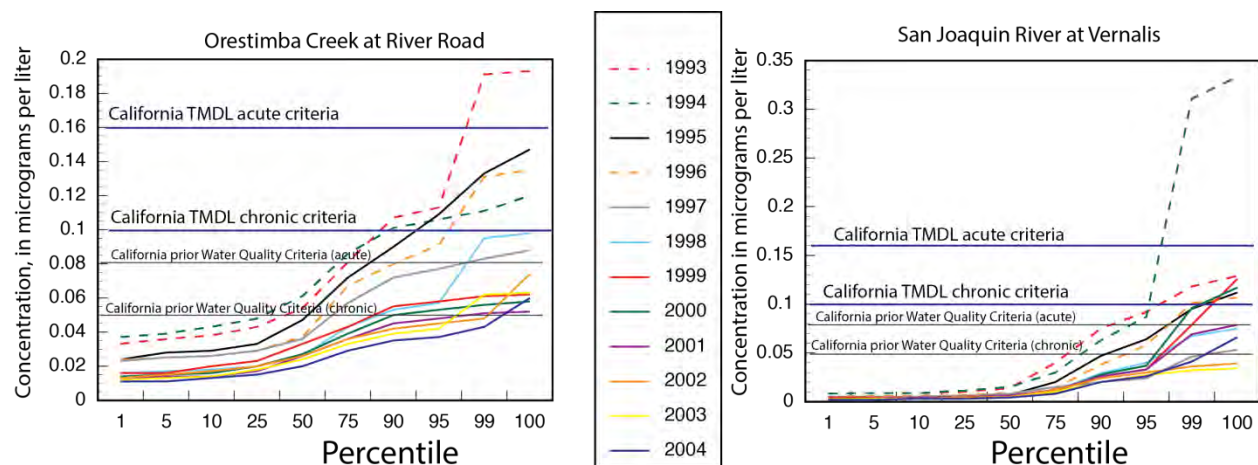 Orestimba Creek at River Road
Concentration, in micrograms per liter
0.2
0.18
0.16
0.14
0.12
0.1
0.08
0.06
0.04
0.02
0
California TMDL acute criteria
California TMDL chronic criteria
California prior Water Quality Criteria (acute)
California prior Water Quality Criteria (chronic)
1 5 10 25 50 75 90 95 99 100
Percentile
1993
1994
1995
1996
1997
1998
1999
2000
2001
2002
2003
2004
San Joaquin River at Vernalis
Concentration in micrograms per liter
0.35
0.3
0.25
0.2
0.15
0.1
0.05
0
California TMDL acute criteria
California TMDL chronic criteria
California prior Water Quality Criteria (acute)
California prior Water Quality Criteria (chronic)
1 5 10 25 50 75 90 95 99 100
Percentile